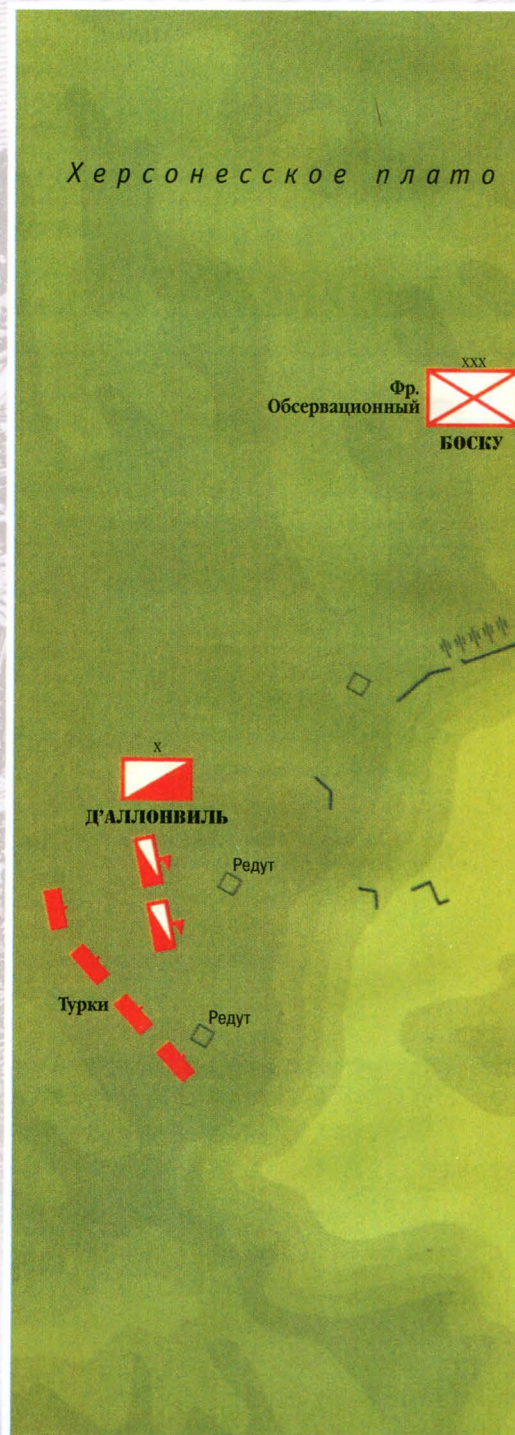 Херсонесское плато
xxx
Фр.
Обсервационный
БОСКУ
x
Д'АЛЛОНВИЛЬ
Редут
Турки
Редут